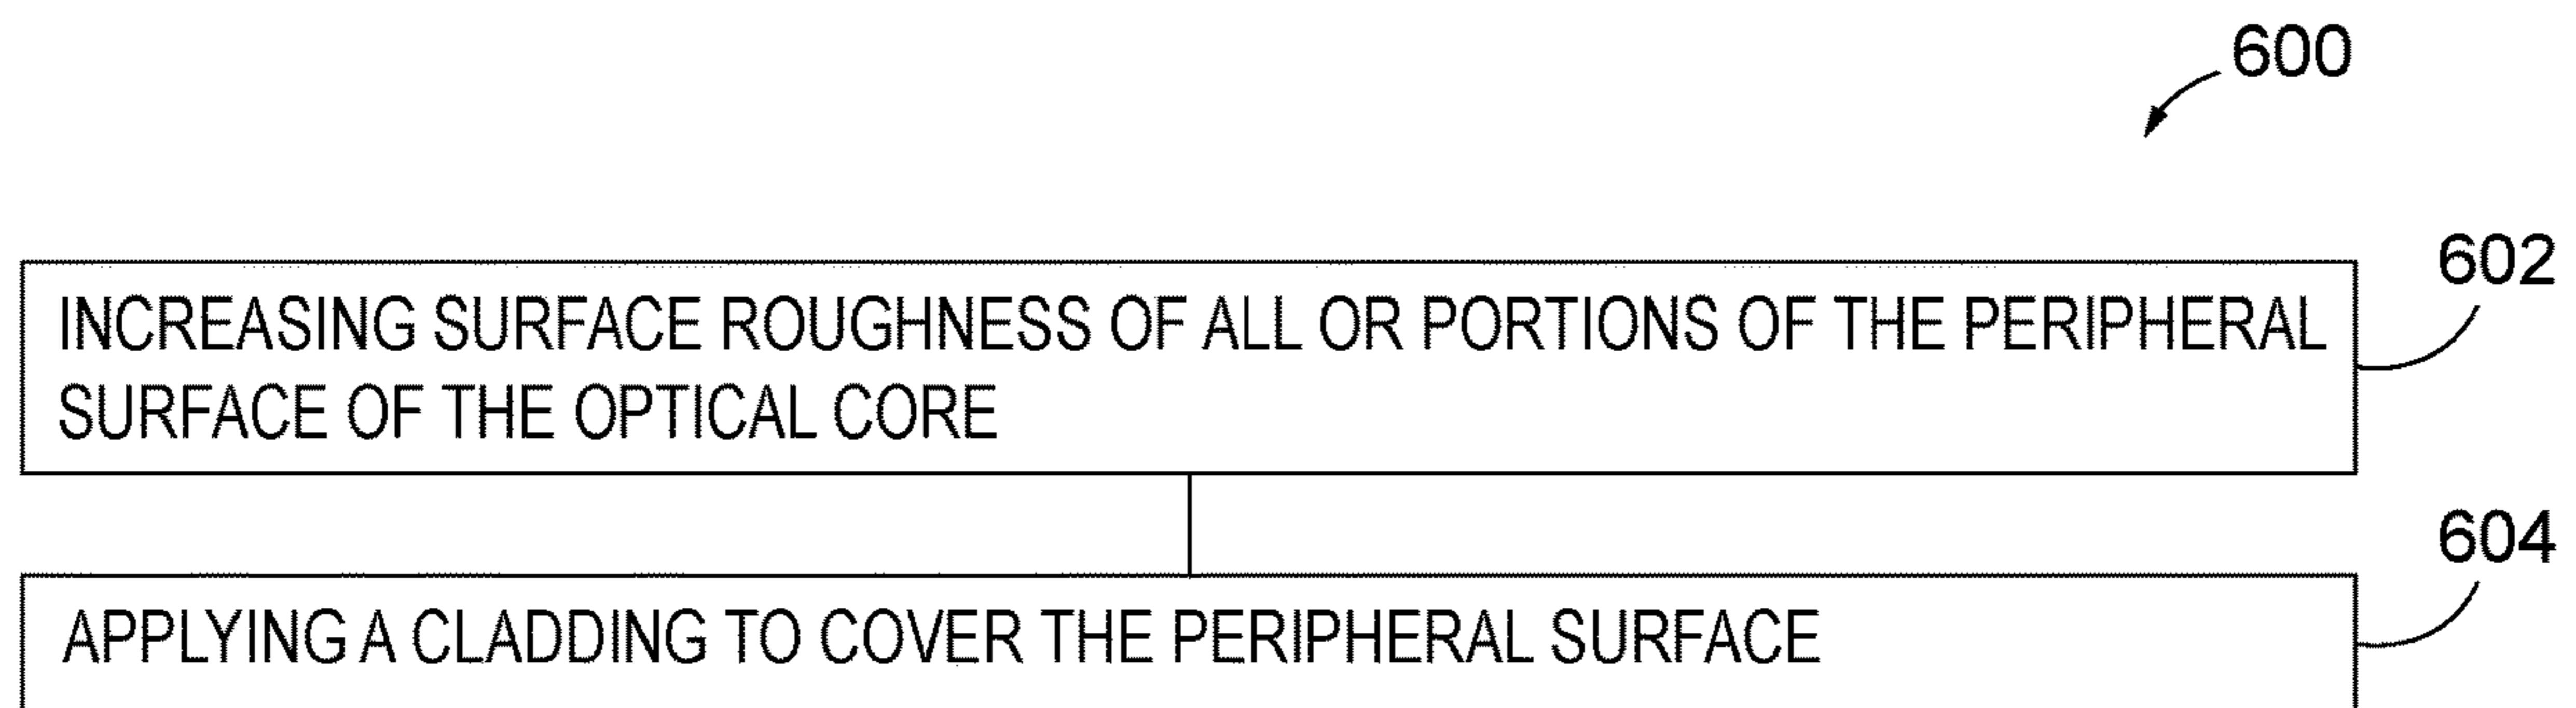 600
602
INCREASING SURFACE ROUGHNESS OF ALL OR PORTIONS OF THE PERIPHERAL
SURFACE OF THE OPTICAL CORE
604
APPLYING A CLADDING TO COVER THE PERIPHERAL SURFACE